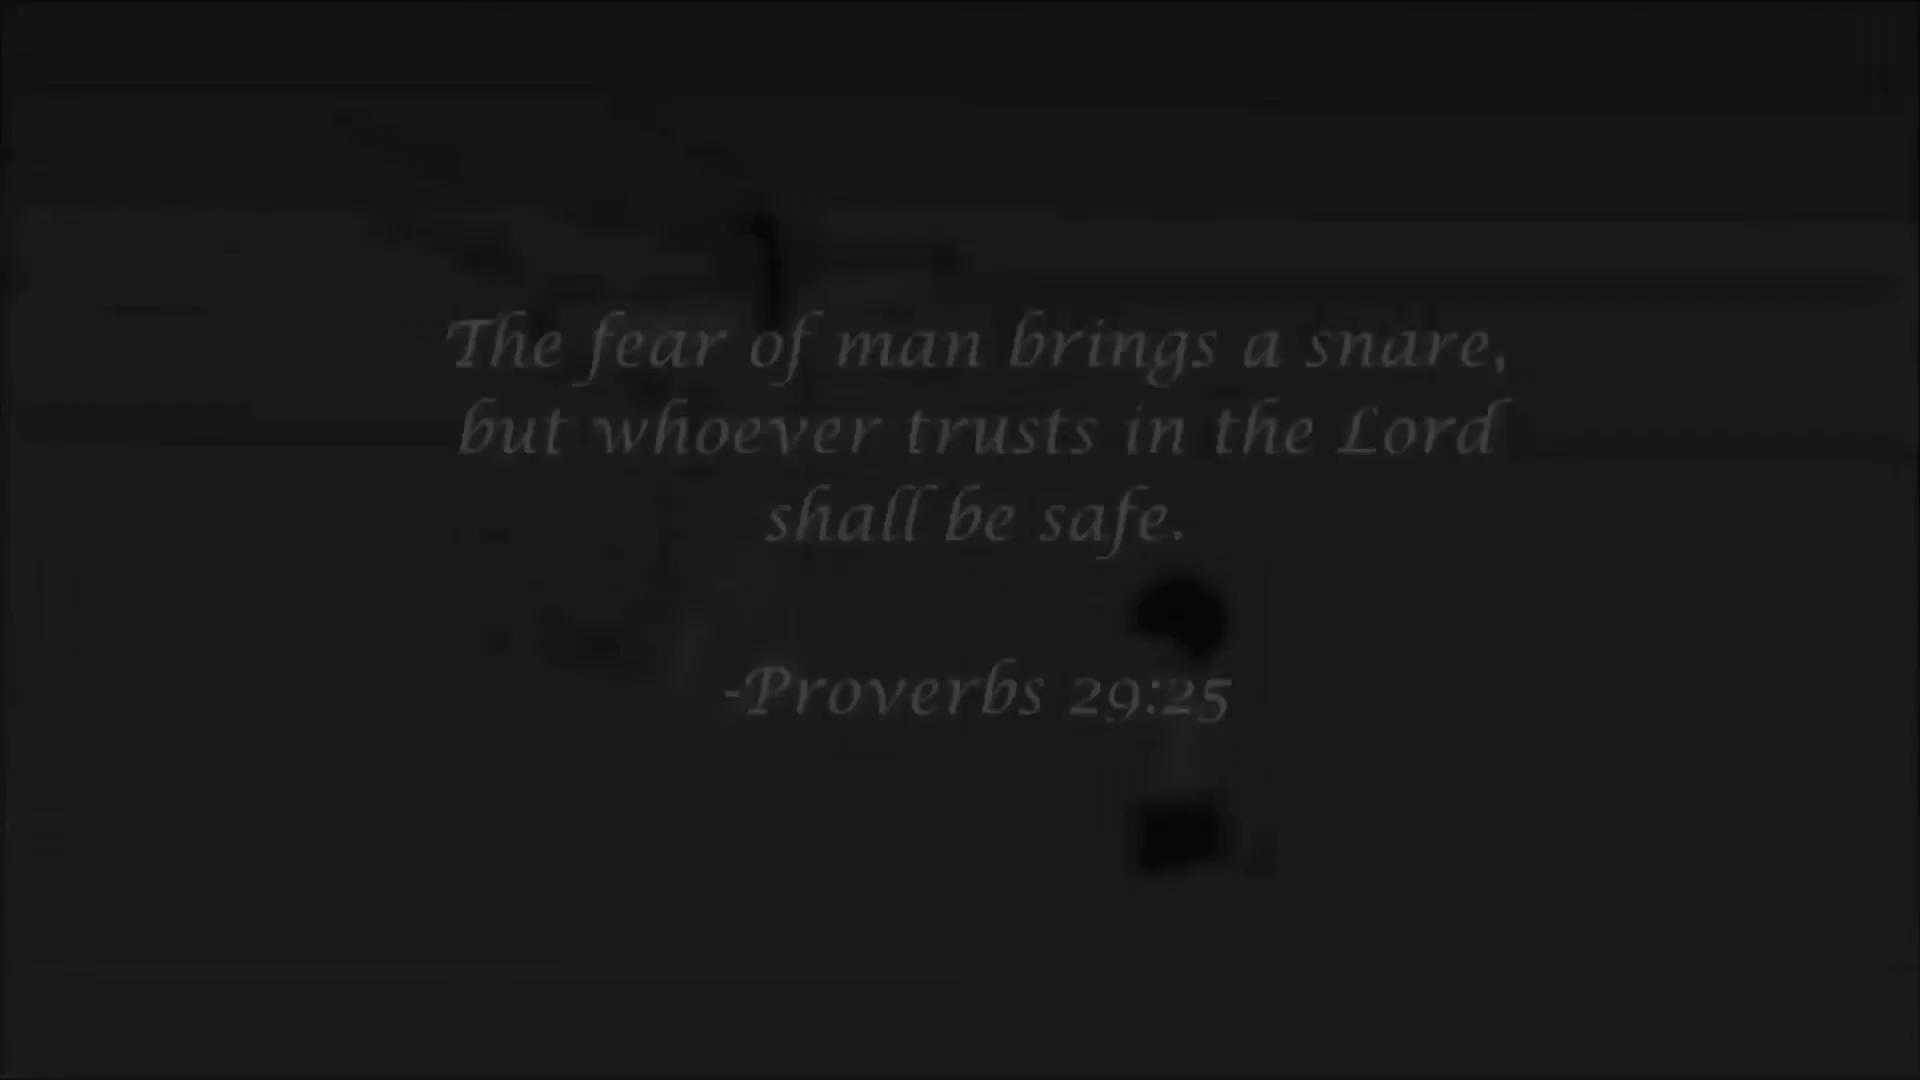 The fear of man brings a snare,
but whoever trusts in the Lord
shall be safe.
-Proverbs 29:25